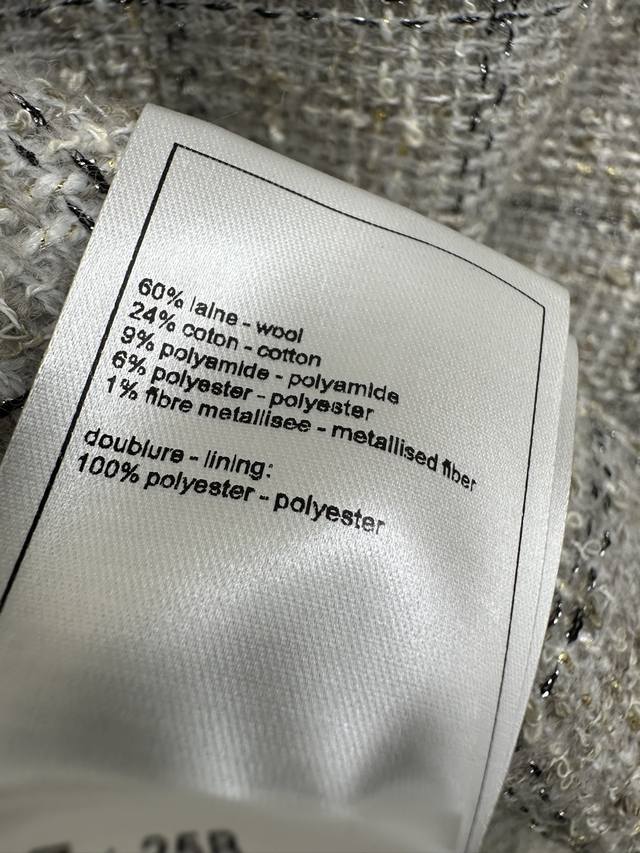 60% laine - wool
24% coton - cotton
9% polyamide - polyamide
6% polyester - polyester
1% fibre metallisee - metallised fiber
doublure - lining:
100% polyester - polyester